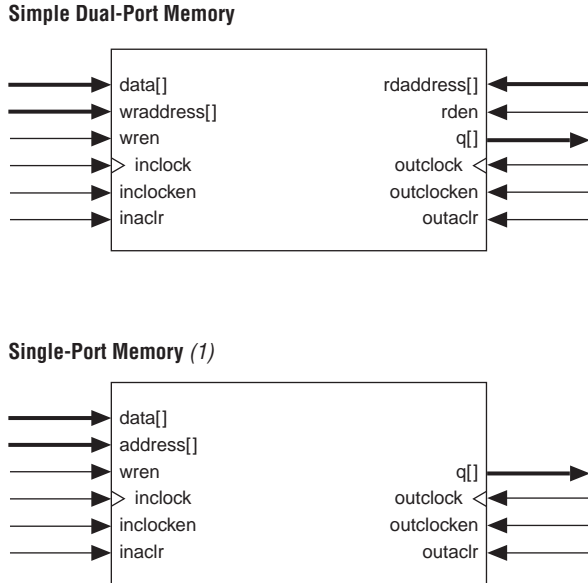 Simple Dual-Port Memory
data[] rdaddress[]
wraddress[] rden
wren q[]
inclock outclock
inclocken outclocken
inaclr outaclr
Single-Port Memory (1)
data[]
address[]
wren q[]
inclock outclock
inclocken outclocken
inaclr outaclr